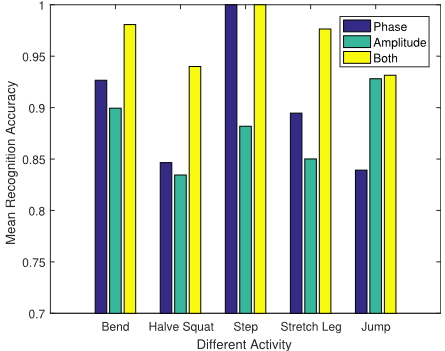 1
0.95
0.9
0.85
0.8
0.75
0.7
Mean Recognition Accuracy
Phase
Amplitude
Both
Bend Halve Squat Step Stretch Leg Jump
Different Activity